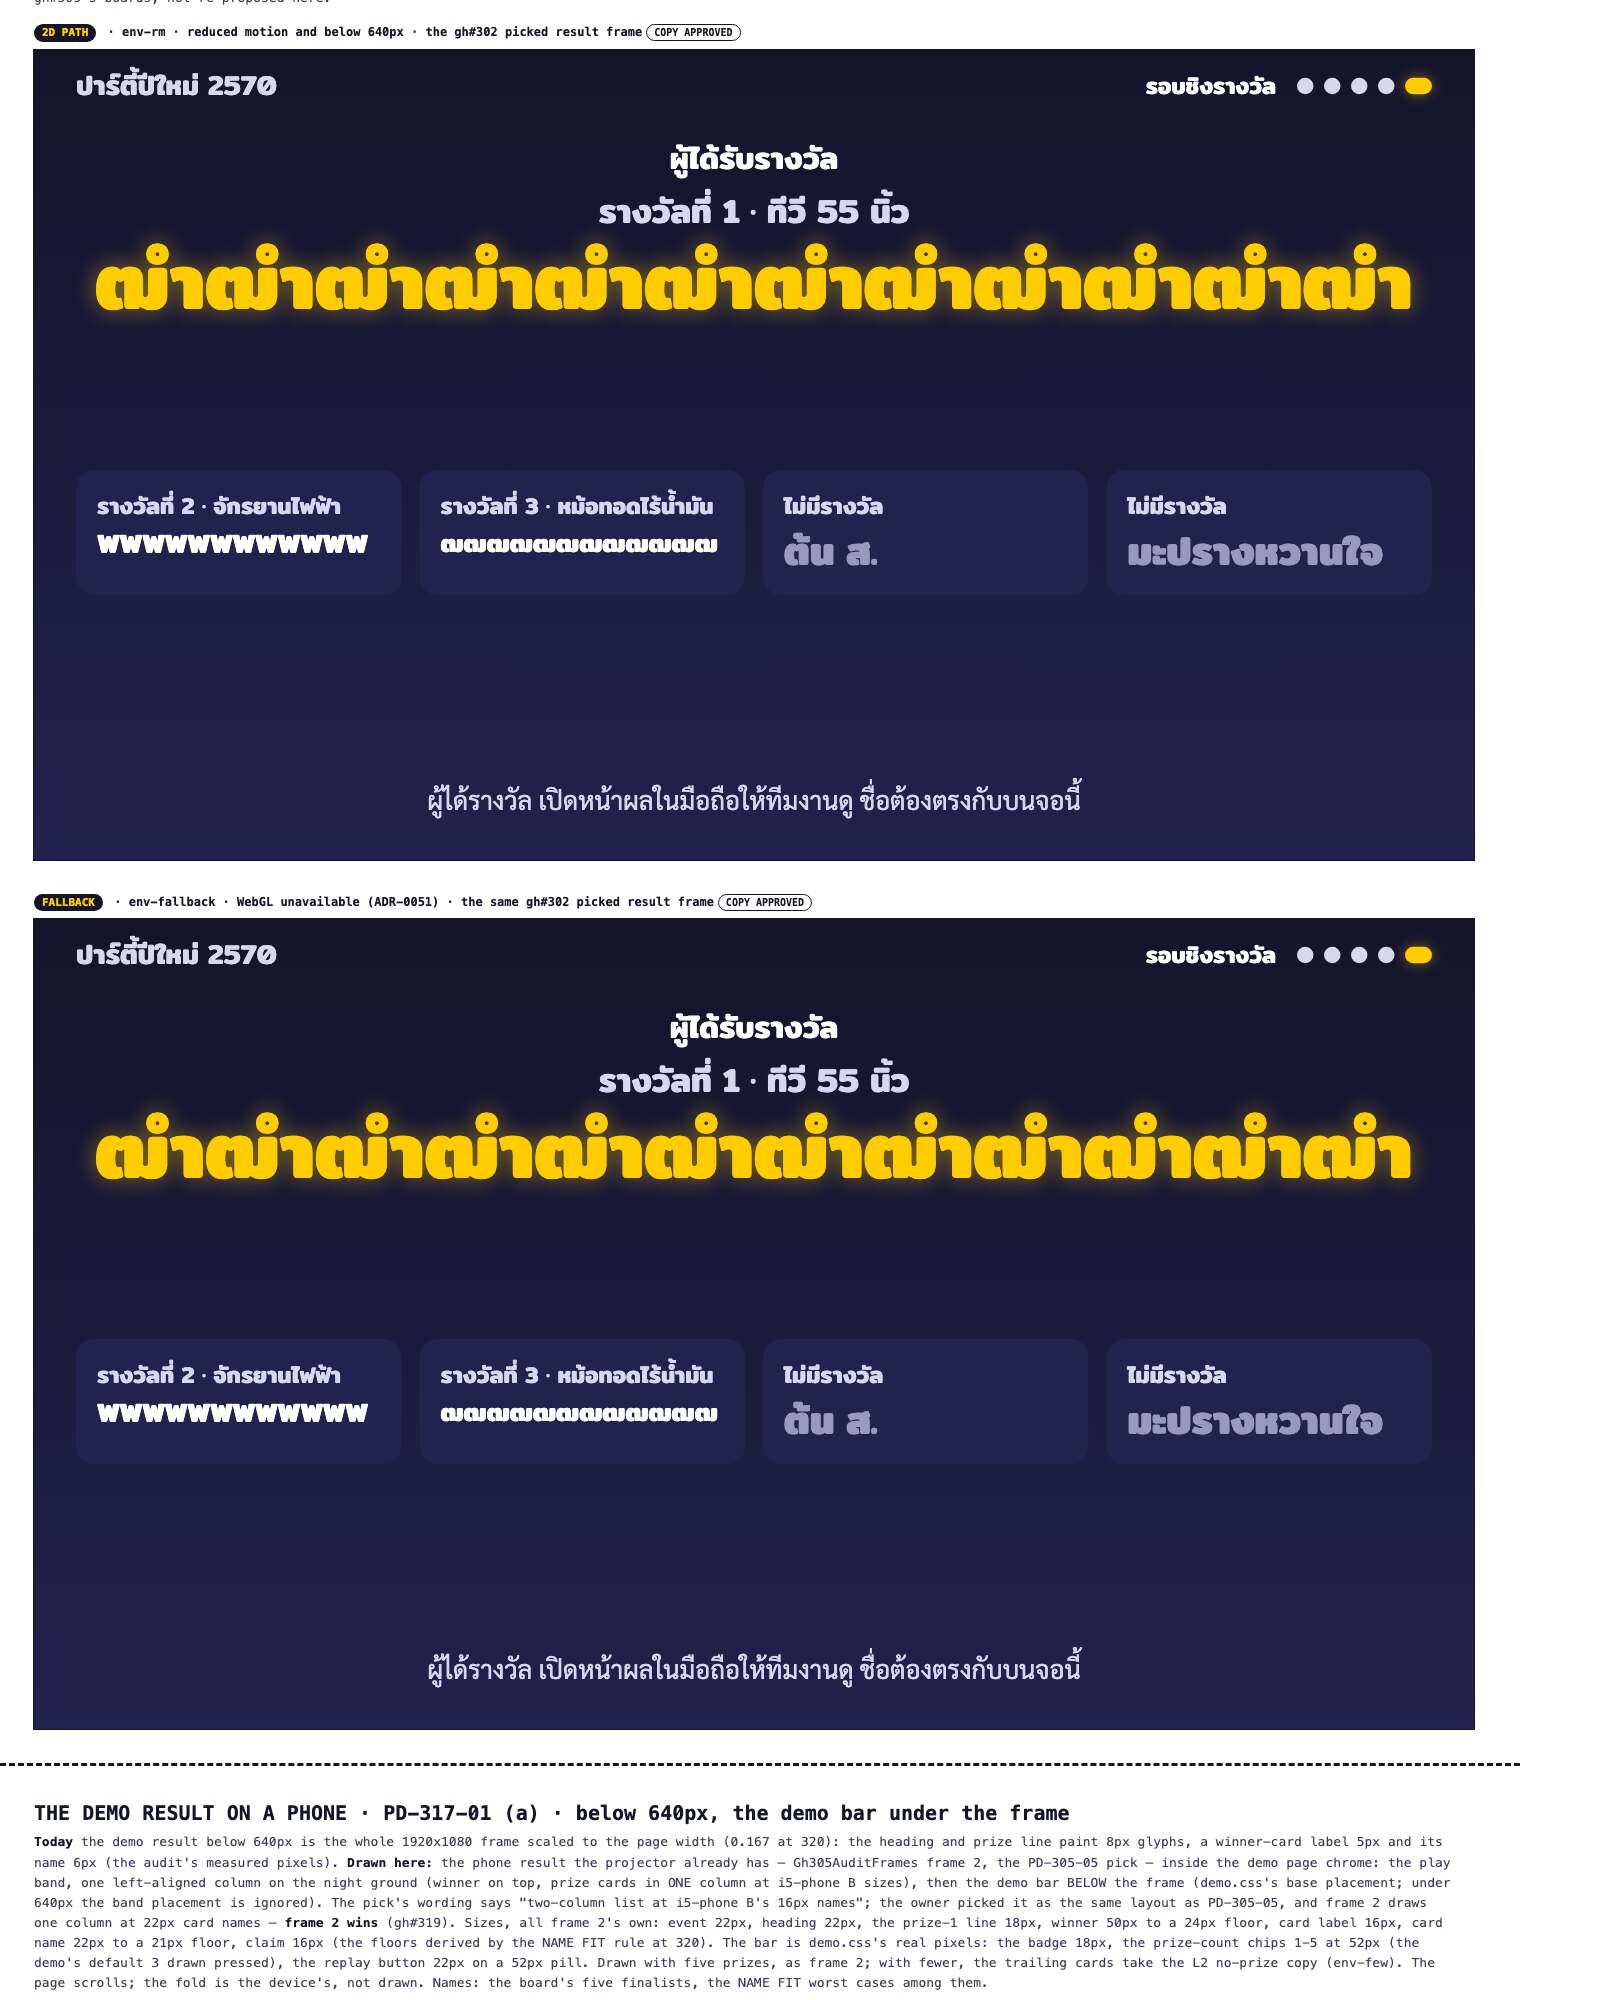 2D PATH · env-rm · reduced motion and below 640px · the gh#302 picked result frame COPY APPROVED
ปาร์ตี้ปีใหม่ 2570
รอบชิงรางวัล
ผู้ได้รับรางวัล
รางวัลที่ 1 · ทีวี 55 นิ้ว
ฒำฒำฒำฒำฒำฒำฒำฒำฒำฒำฒำฒำ
รางวัลที่ 2 · จักรยานไฟฟ้า
WWWWWWWWWWWW
รางวัลที่ 3 · หม้อทอดไร้น้ำมัน
ฒฒฒฒฒฒฒฒฒฒฒฒ
ไม่มีรางวัล
ต้น ส.
ไม่มีรางวัล
มะปรางหวานใจ
ผู้ได้รางวัล เปิดหน้าผลในมือถือให้ทีมงานดู ชื่อต้องตรงกับบนจอนี้
FALLBACK · env-fallback · WebGL unavailable (ADR-0051) · the same gh#302 picked result frame COPY APPROVED
ปาร์ตี้ปีใหม่ 2570
รอบชิงรางวัล
ผู้ได้รับรางวัล
รางวัลที่ 1 · ทีวี 55 นิ้ว
ฒำฒำฒำฒำฒำฒำฒำฒำฒำฒำฒำฒำ
รางวัลที่ 2 · จักรยานไฟฟ้า
WWWWWWWWWWWW
รางวัลที่ 3 · หม้อทอดไร้น้ำมัน
ฒฒฒฒฒฒฒฒฒฒฒฒ
ไม่มีรางวัล
ต้น ส.
ไม่มีรางวัล
มะปรางหวานใจ
ผู้ได้รางวัล เปิดหน้าผลในมือถือให้ทีมงานดู ชื่อต้องตรงกับบนจอนี้
THE DEMO RESULT ON A PHONE · PD-317-01 (a) · below 640px, the demo bar under the frame
Today the demo result below 640px is the whole 1920x1080 frame scaled to the page width (0.167 at 320): the heading and prize line paint 8px glyphs, a winner-card label 5px and its
name 6px (the audit's measured pixels). Drawn here: the phone result the projector already has — Gh305AuditFrames frame 2, the PD-305-05 pick — inside the demo page chrome: the play
band, one left-aligned column on the night ground (winner on top, prize cards in ONE column at i5-phone B sizes), then the demo bar BELOW the frame (demo.css's base placement; under
640px the band placement is ignored). The pick's wording says "two-column list at i5-phone B's 16px names"; the owner picked it as the same layout as PD-305-05, and frame 2 draws
one column at 22px card names — frame 2 wins (gh#319). Sizes, all frame 2's own: event 22px, heading 22px, the prize-1 line 18px, winner 50px to a 24px floor, card label 16px, card
name 22px to a 21px floor, claim 16px (the floors derived by the NAME FIT rule at 320). The bar is demo.css's real pixels: the badge 18px, the prize-count chips 1-5 at 52px (the
demo's default 3 drawn pressed), the replay button 22px on a 52px pill. Drawn with five prizes, as frame 2; with fewer, the trailing cards take the L2 no-prize copy (env-few). The
page scrolls; the fold is the device's, not drawn. Names: the board's five finalists, the NAME FIT worst cases among them.